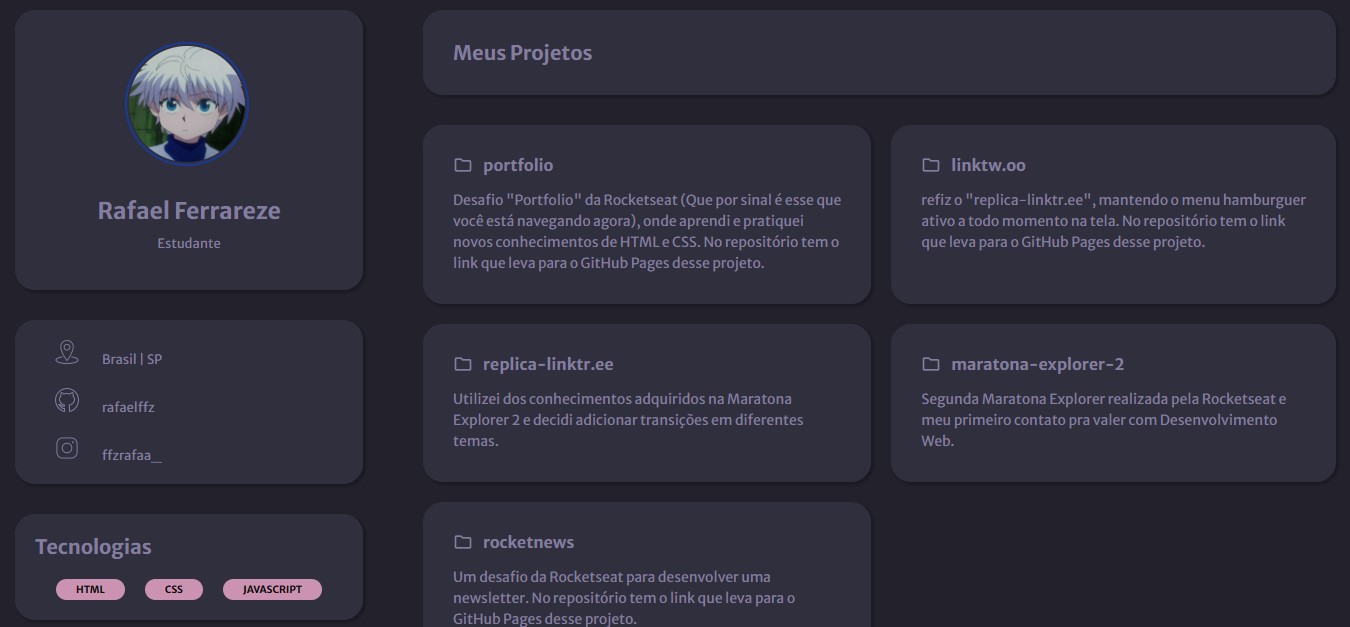 Rafael Ferrareze
Estudante
Brasil | SP
rafaelffz
ffzrafaa__
Tecnologias
HTML
CSS
JAVASCRIPT
Meus Projetos
portfolio
Desafio "Portfolio" da Rocketseat (Que por sinal é esse que
você está navegando agora), onde aprendi e pratiquei
novos conhecimentos de HTML e CSS. No repositório tem o
link que leva para o GitHub Pages desse projeto.
linktw.oo
refiz o "replica-linktr.ee", mantendo o menu hamburguer
ativo a todo momento na tela. No repositório tem o link
que leva para o GitHub Pages desse projeto.
replica-linktr.ee
Utilizei dos conhecimentos adquiridos na Maratona
Explorer 2 e decidi adicionar transições em diferentes
temas.
maratona-explorer-2
Segunda Maratona Explorer realizada pela Rocketseat e
meu primeiro contato pra valer com Desenvolvimento
Web.
rocketnews
Um desafio da Rocketseat para desenvolver uma
newsletter. No repositório tem o link que leva para o
GitHub Pages desse projeto.